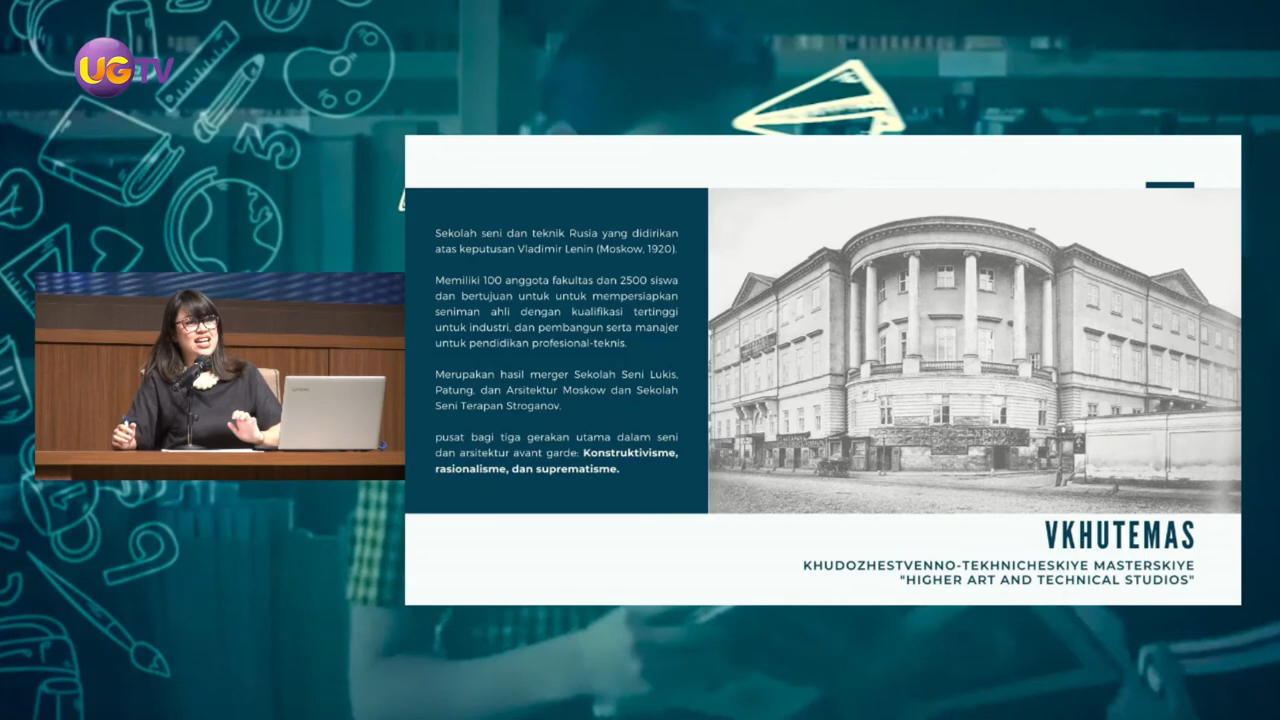 UGTV
Sekolah seni dan teknik Rusia yang didirikan
atas keputusan Vladimir Lenin (Moskow, 1920).
Memiliki 100 anggota fakultas dan 2500 siswa
dan bertujuan untuk untuk mempersiapkan
seniman ahli dengan kualifikasi tertinggi
untuk industri, dan pembangun serta manajer
untuk pendidikan profesional-teknis.
Merupakan hasil merger Sekolah Seni Lukis,
Patung, dan Arsitektur Moskow dan Sekolah
Seni Terapan Stroganov.
pusat bagi tiga gerakan utama dalam seni
dan arsitektur avant garde: Konstruktivisme,
rasionalisme, dan suprematisme.
VKHUTEMAS
KHUDOZHESTVENNO-TEKHNICHESKIYE MASTERSKIYE
"HIGHER ART AND TECHNICAL STUDIOS"